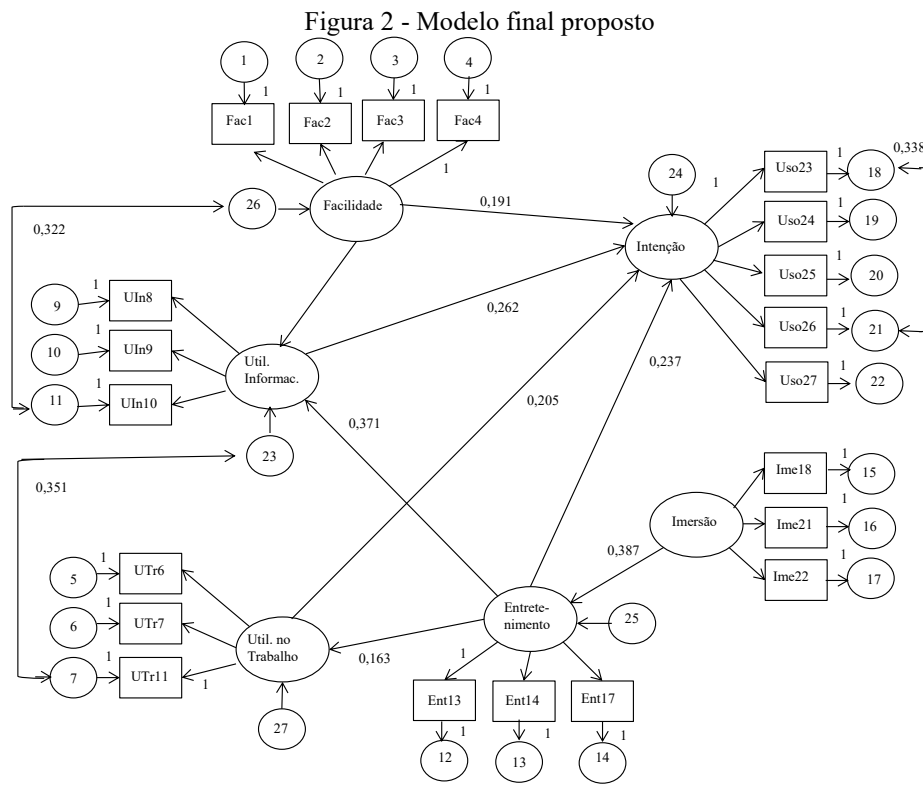 Figura 2 - Modelo final proposto
1
2
3
4
1
1
1
1
Fac1
Fac2
Fac3
Fac4
1
26
Facilidade
0,191
24
1
Uso23
1
18
0,338
Intenção
Uso24
1
19
Uso25
1
20
Uso26
1
21
Uso27
1
22
0,322
9
1
UIn8
10
1
UIn9
11
1
UIn10
Util.
Informac.
0,262
0,237
0,205
0,371
23
0,351
Imersão
Ime18
1
15
Ime21
1
16
Ime22
1
17
0,387
5
1
UTr6
6
1
UTr7
7
1
UTr11
1
Util. no
Trabalho
0,163
27
Entrete-
nimento
25
1
Ent13
Ent14
Ent17
1
1
1
12
13
14